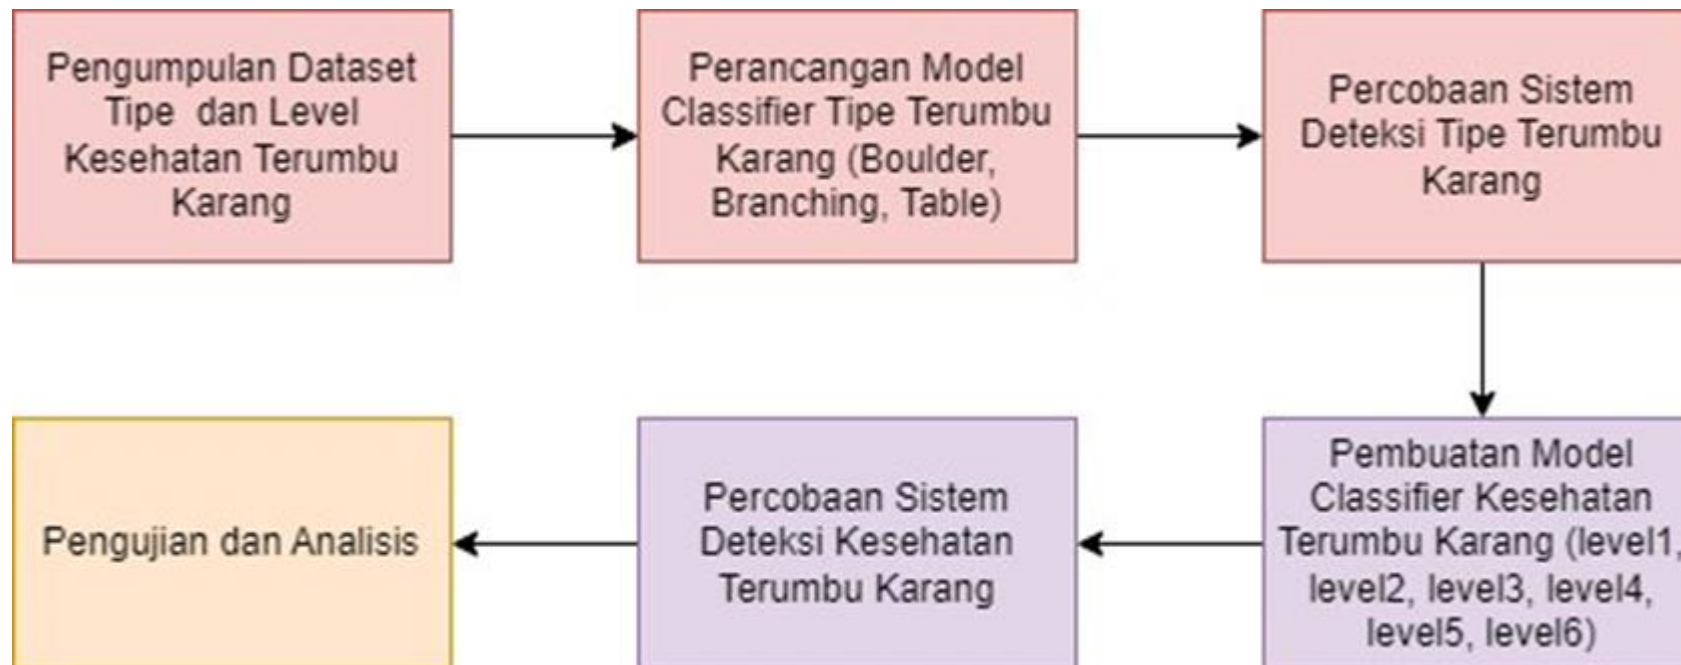 Pengumpulan Dataset
Tipe dan Level
Kesehatan Terumbu
Karang
Perancangan Model
Classifier Tipe Terumbu
Karang (Boulder,
Branching, Table)
Percobaan Sistem
Deteksi Tipe Terumbu
Karang
Pembuatan Model
Classifier Kesehatan
Terumbu Karang (level1,
level2, level3, level4,
level5, level6)
Percobaan Sistem
Deteksi Kesehatan
Terumbu Karang
Pengujian dan Analisis